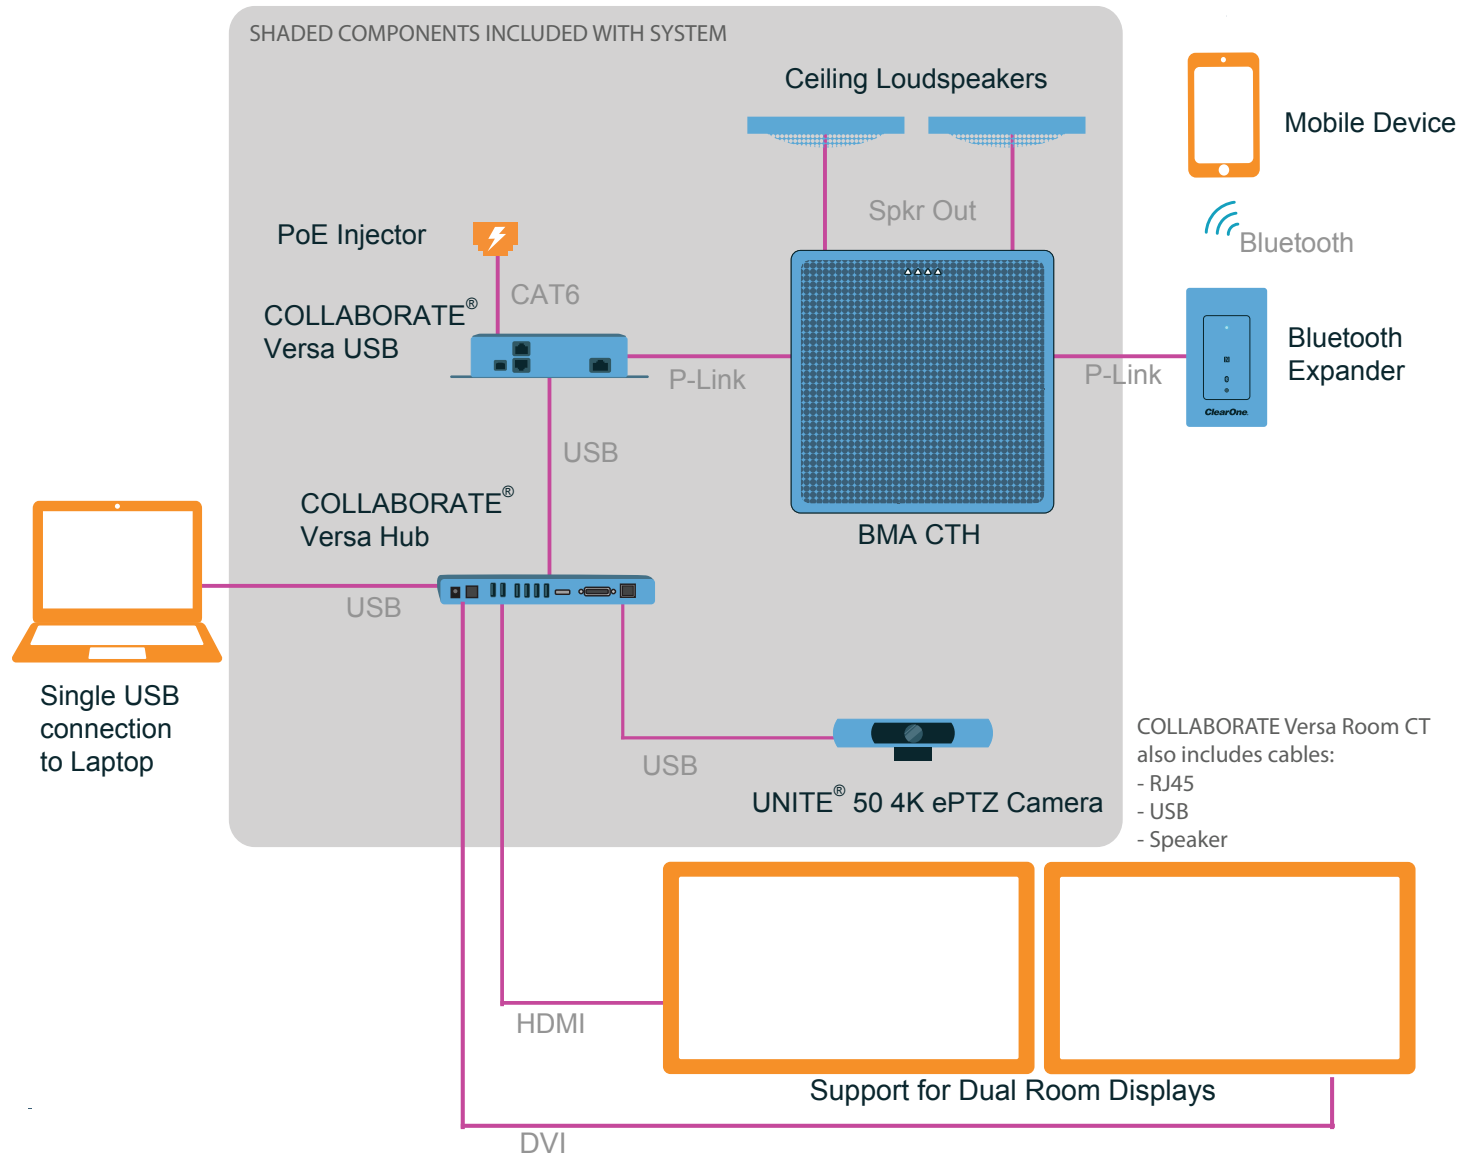 SHADED COMPONENTS INCLUDED WITH SYSTEM
Ceiling Loudspeakers
Mobile Device
Spkr Out
Bluetooth
PoE Injector
CAT6
COLLABORATE®
Versa USB
P-Link
P-Link
Bluetooth
Expander
ClearOne
USB
COLLABORATE®
Versa Hub
BMA CTH
USB
Single USB
connection
to Laptop
USB
UNITE® 50 4K ePTZ Camera
COLLABORATE Versa Room CT
also includes cables:
- RJ45
- USB
- Speaker
HDMI
Support for Dual Room Displays
DVI